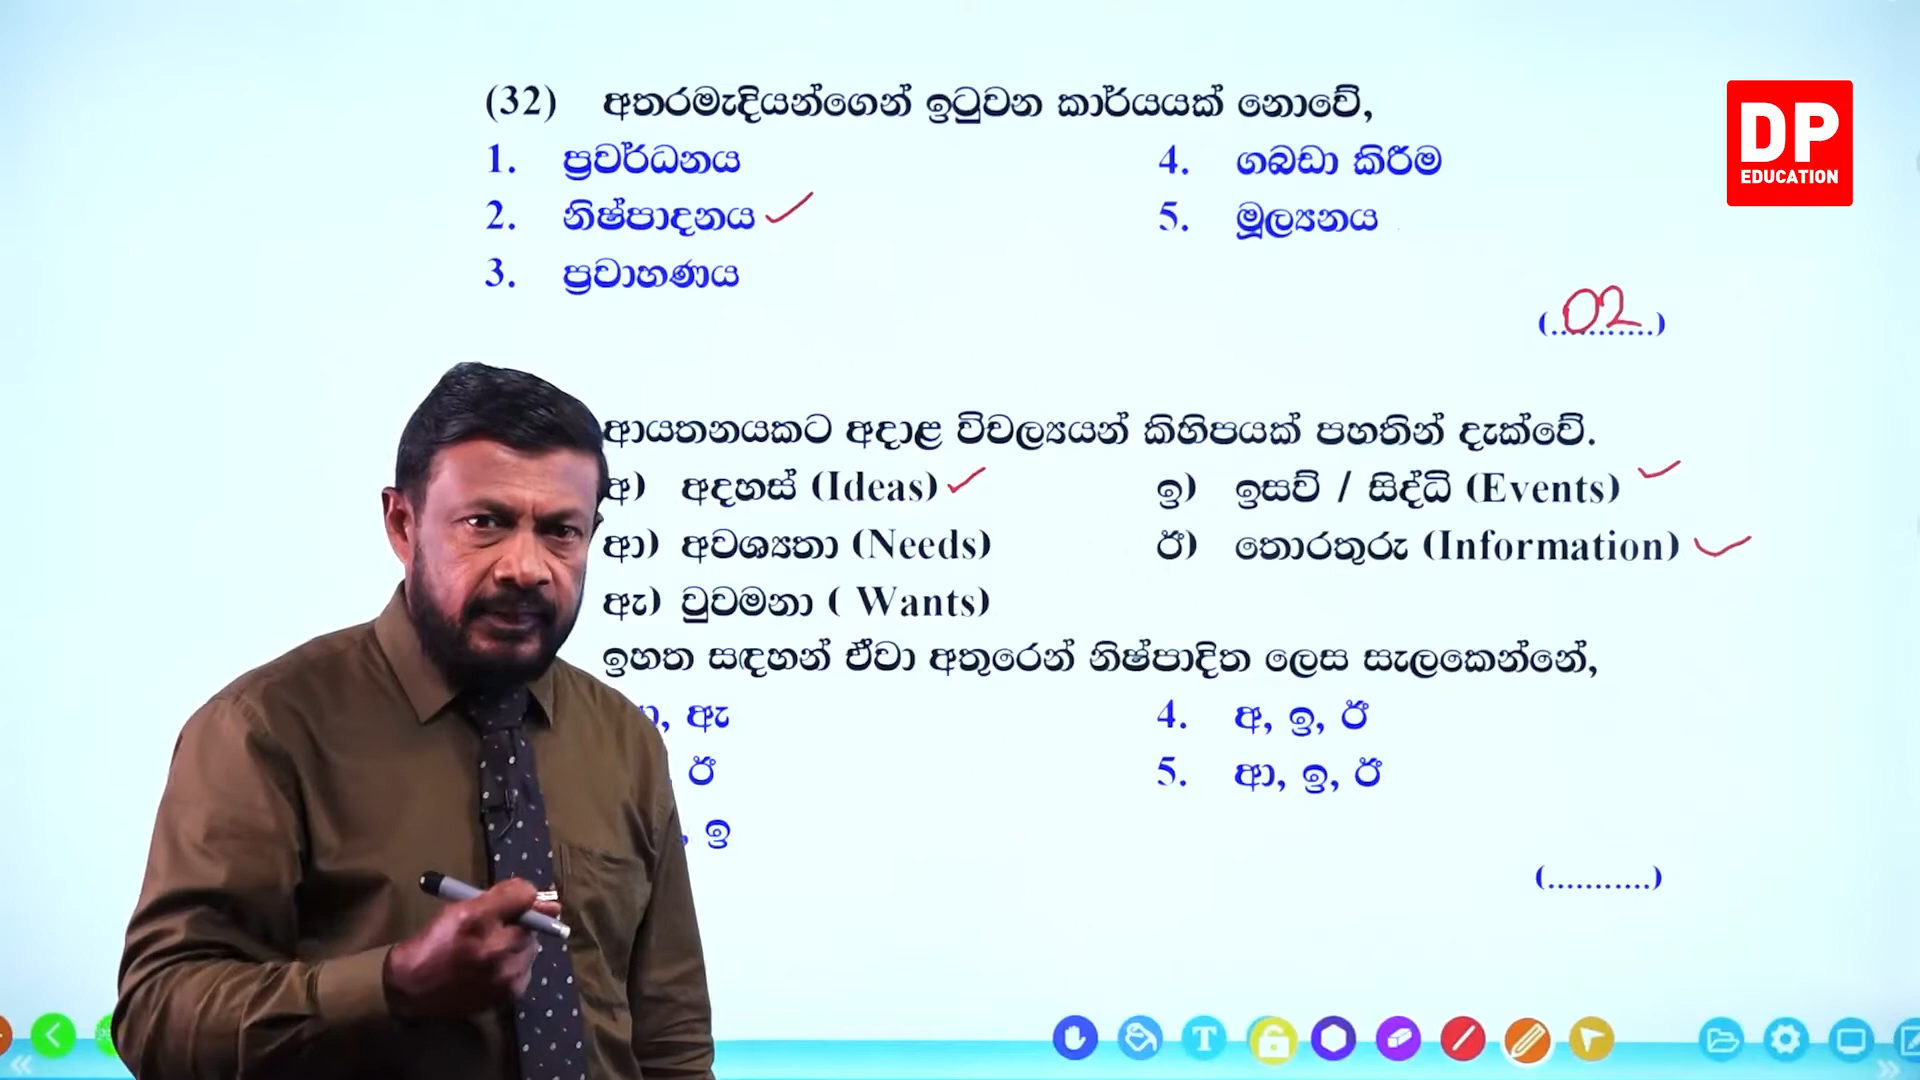 (32) අතරමැදියන්ගෙන් ඉටුවන කාර්යයක් නොවේ,
1. ප්‍රවර්ධනය
2. නිෂ්පාදනය
3. ප්‍රවාහණය
4. ගබඩා කිරීම
5. මූල්‍යනය
(...........)
02
ආයතනයකට අදාළ විචල්‍යයන් කිහිපයක් පහතින් දැක්වේ.
අ) අදහස් (Ideas)
ආ) අවශ්‍යතා (Needs)
ඇ) වුවමනා ( Wants)
ඉ) ඉසව් / සිද්ධි (Events)
ඊ) තොරතුරු (Information)
ඉහත සඳහන් ඒවා අතුරෙන් නිෂ්පාදිත ලෙස සැලකෙන්නේ,
, ඇ
, ඊ
, ඉ
4. අ, ඉ, ඊ
5. ආ, ඉ, ඊ
(...........)
DP
EDUCATION